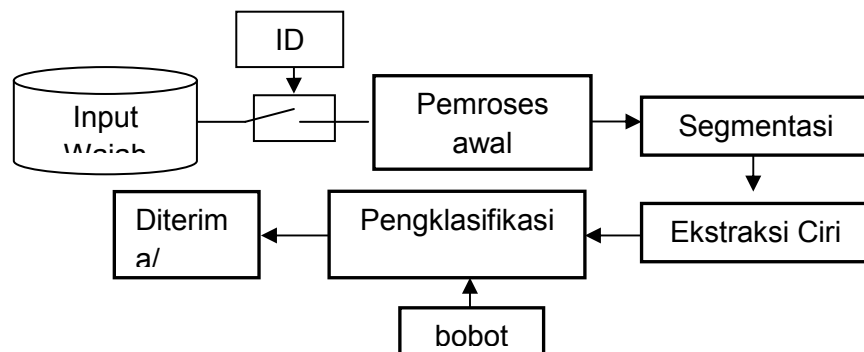 ID
Input
Pemroses
awal
Segmentasi
Diterim
a/
Pengklasifikasi
Ekstraksi Ciri
bobot